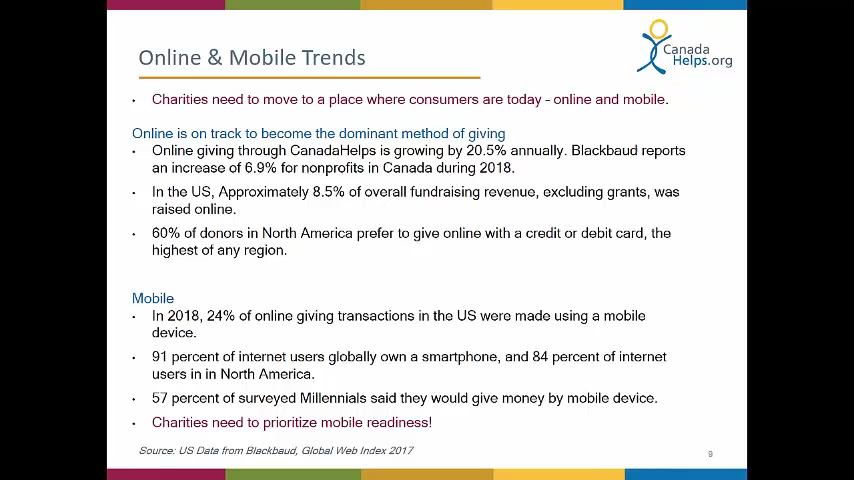 Online & Mobile Trends
Canada
Helps.org
• Charities need to move to a place where consumers are today - online and mobile.
Online is on track to become the dominant method of giving
• Online giving through CanadaHelps is growing by 20.5% annually. Blackbaud reports
an increase of 6.9% for nonprofits in Canada during 2018.
• In the US, Approximately 8.5% of overall fundraising revenue, excluding grants, was
raised online.
• 60% of donors in North America prefer to give online with a credit or debit card, the
highest of any region.
Mobile
• In 2018, 24% of online giving transactions in the US were made using a mobile
device.
• 91 percent of internet users globally own a smartphone, and 84 percent of internet
users in in North America.
• 57 percent of surveyed Millennials said they would give money by mobile device.
• Charities need to prioritize mobile readiness!
Source: US Data from Blackbaud, Global Web Index 2017
9